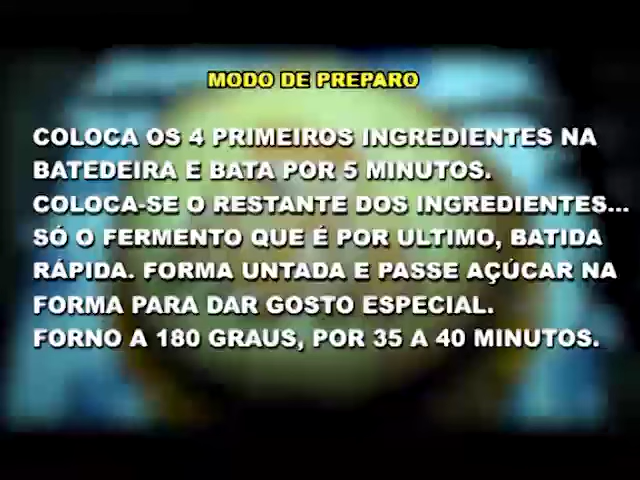 MODO DE PREPARO
COLOCA OS 4 PRIMEIROS INGREDIENTES NA
BATEDEIRA E BATA POR 5 MINUTOS.
COLOCA-SE O RESTANTE DOS INGREDIENTES...
SÓ O FERMENTO QUE É POR ULTIMO, BATIDA
RÁPIDA. FORMA UNTADA E PASSE AÇÚCAR NA
FORMA PARA DAR GOSTO ESPECIAL.
FORNO A 180 GRAUS, POR 35 A 40 MINUTOS.